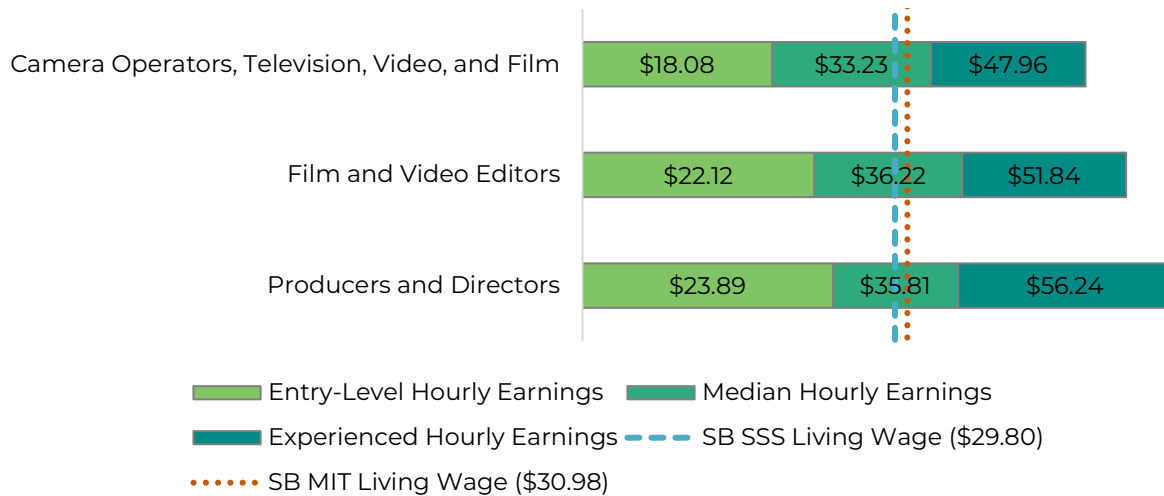 Camera Operators, Television, Video, and Film
$18.08 $33.23 $47.96
Film and Video Editors
$22.12 $36.22 $51.84
Producers and Directors
$23.89 $35.81 $56.24
Entry-Level Hourly Earnings
Median Hourly Earnings
Experienced Hourly Earnings
SB SSS Living Wage ($29.80)
SB MIT Living Wage ($30.98)